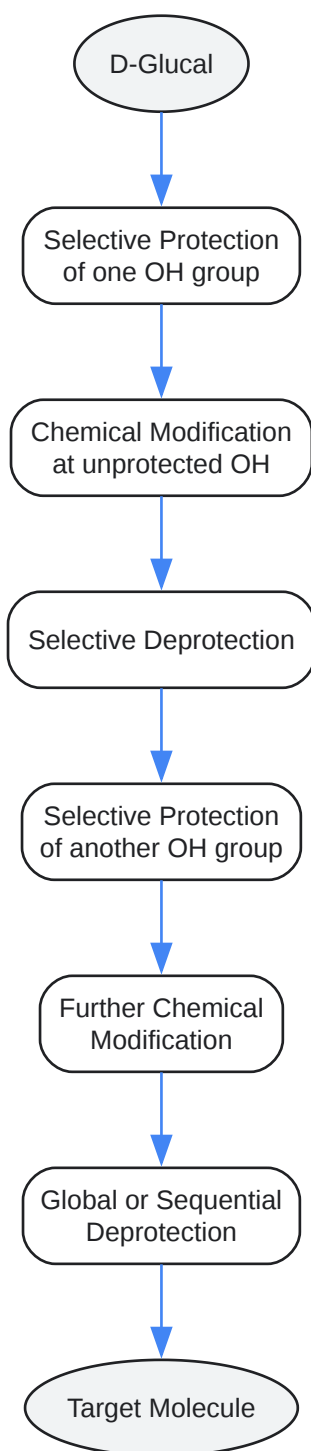 D-Glucal
Selective Protection
of one OH group
Chemical Modification
at unprotected OH
Selective Deprotection
Selective Protection
of another OH group
Further Chemical
Modification
Global or Sequential
Deprotection
Target Molecule